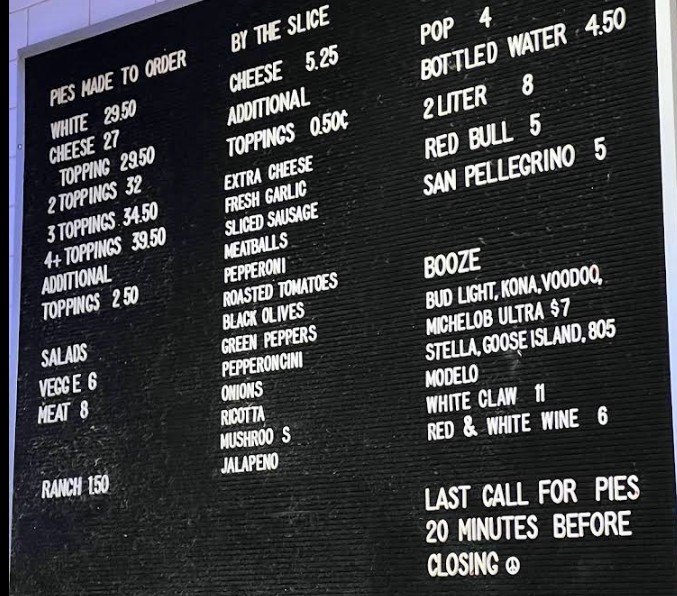 PIES MADE TO ORDER
WHITE 29.50
CHEESE 27
TOPPING 29.50
2 TOPPINGS 32
3 TOPPINGS 34.50
4+ TOPPINGS 39.50
ADDITIONAL
TOPPINGS 2 50
SALADS
VEGG E 6
MEAT 8
RANCH 1.50
BY THE SLICE
CHEESE 5.25
ADDITIONAL
TOPPINGS 0.50¢
EXTRA CHEESE
FRESH GARLIC
SLICED SAUSAGE
MEATBALLS
PEPPERONI
ROASTED TOMATOES
BLACK OLIVES
GREEN PEPPERS
PEPPERONCINI
ONIONS
RICOTTA
MUSHROO S
JALAPENO
POP 4
BOTTLED WATER 4.50
2 LITER 8
RED BULL 5
SAN PELLEGRINO 5
BOOZE
BUD LIGHT, KONA, VOODOO,
MICHELOB ULTRA $7
STELLA, GOOSE ISLAND, 805
MODELO
WHITE CLAW 11
RED & WHITE WINE 6
LAST CALL FOR PIES
20 MINUTES BEFORE
CLOSING ☮